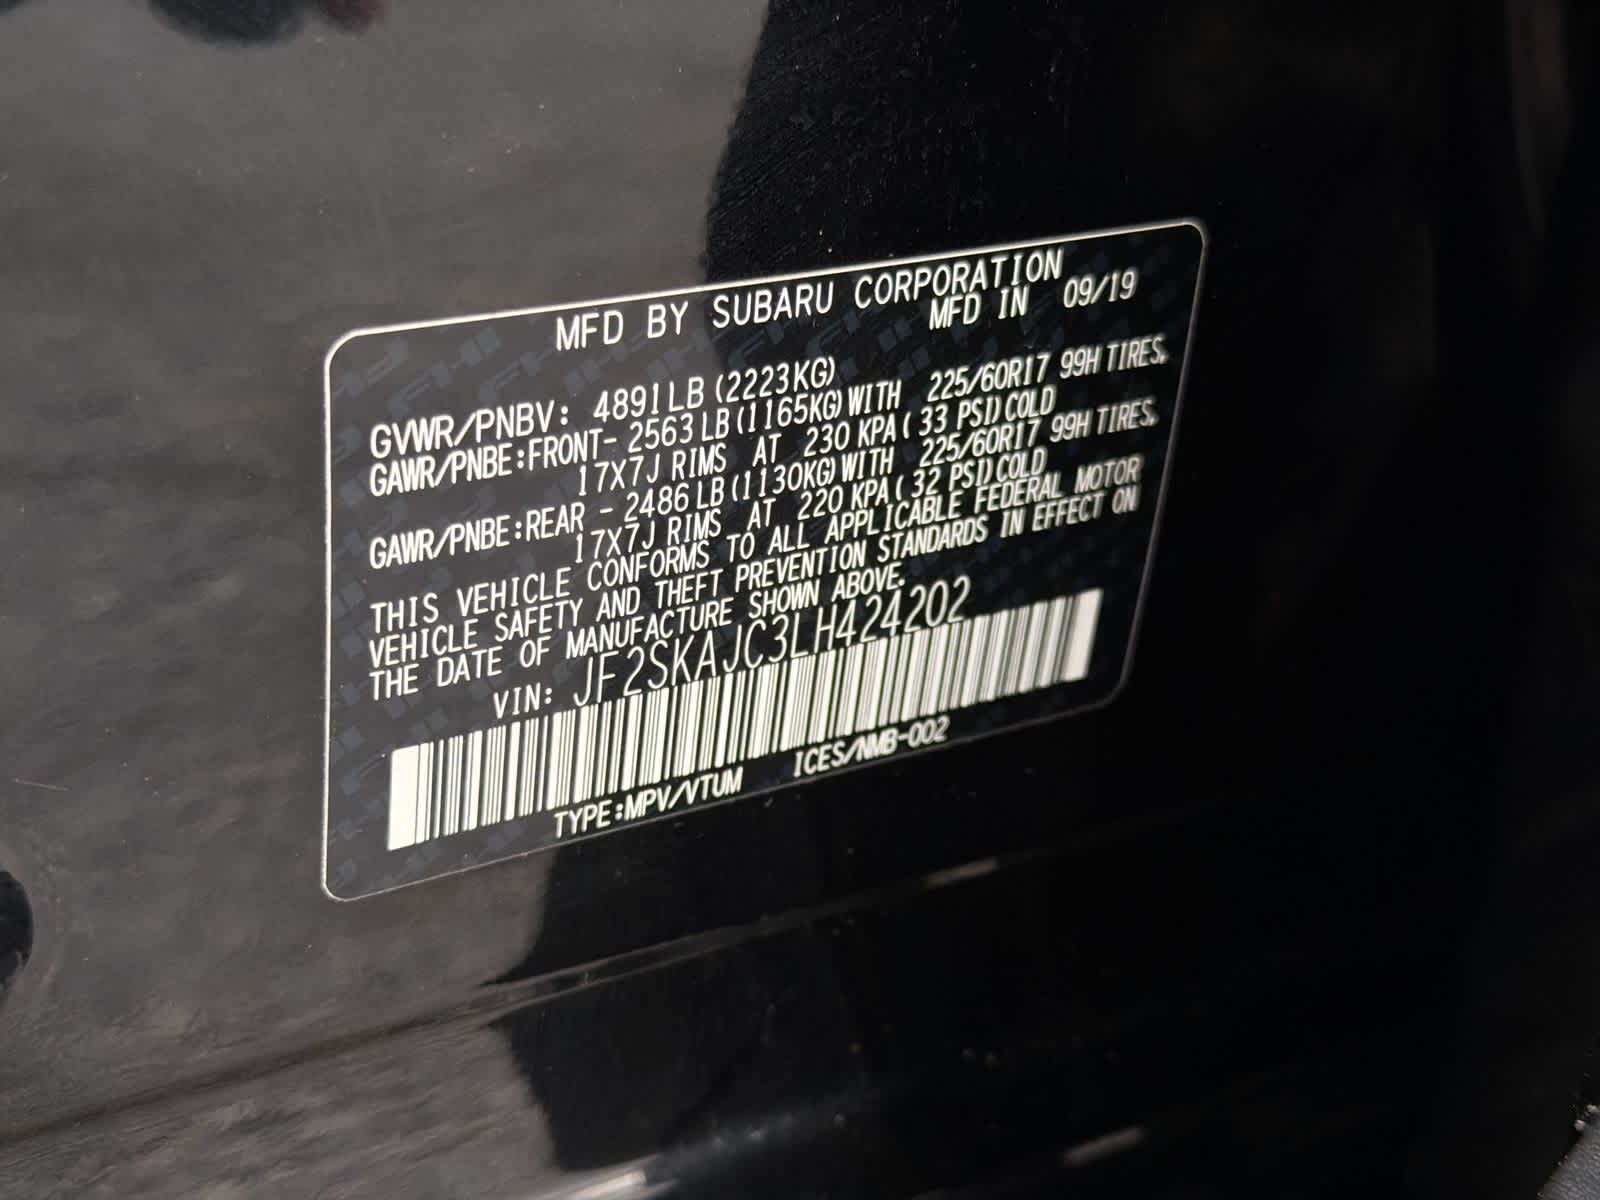 MFD BY SUBARU CORPORATION
MFD IN 09/19
GVWR/PNBV: 4891LB (2223KG)
GAWR/PNBE:FRONT- 2563 LB (1165KG) WITH 225/60R17 99H TIRES.
17X7J RIMS AT 230 KPA ( 33 PSI) COLD
GAWR/PNBE:REAR - 2486 LB (1130KG) WITH 225/60R17 99H TIRES.
17X7J RIMS AT 220 KPA ( 32 PSI) COLD
THIS VEHICLE CONFORMS TO ALL APPLICABLE FEDERAL MOTOR
VEHICLE SAFETY AND THEFT PREVENTION STANDARDS IN EFFECT ON
THE DATE OF MANUFACTURE SHOWN ABOVE.
VIN: JF2SKAJC3LH424202
TYPE:MPV/VTUM ICES/NMB-002